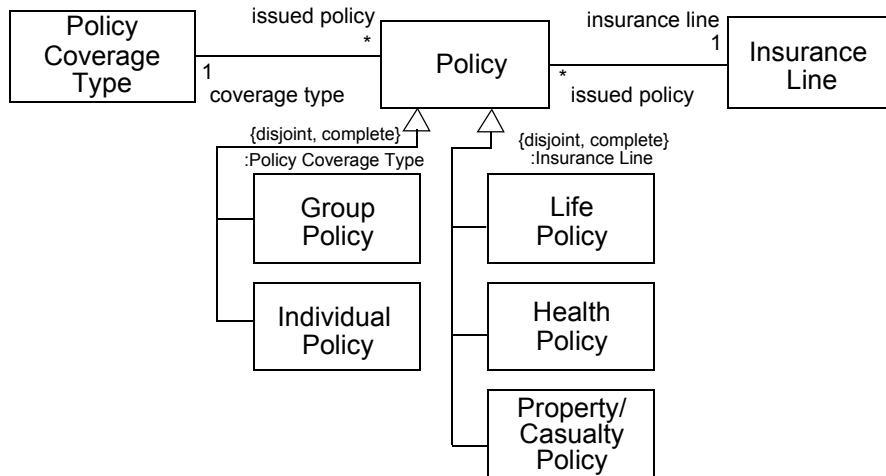 Policy
Coverage
Type
issued policy
*
1
coverage type
Policy
insurance line
1
*
issued policy
Insurance
Line
{disjoint, complete}
:Policy Coverage Type
{disjoint, complete}
:Insurance Line
Group
Policy
Individual
Policy
Life
Policy
Health
Policy
Property/
Casualty
Policy